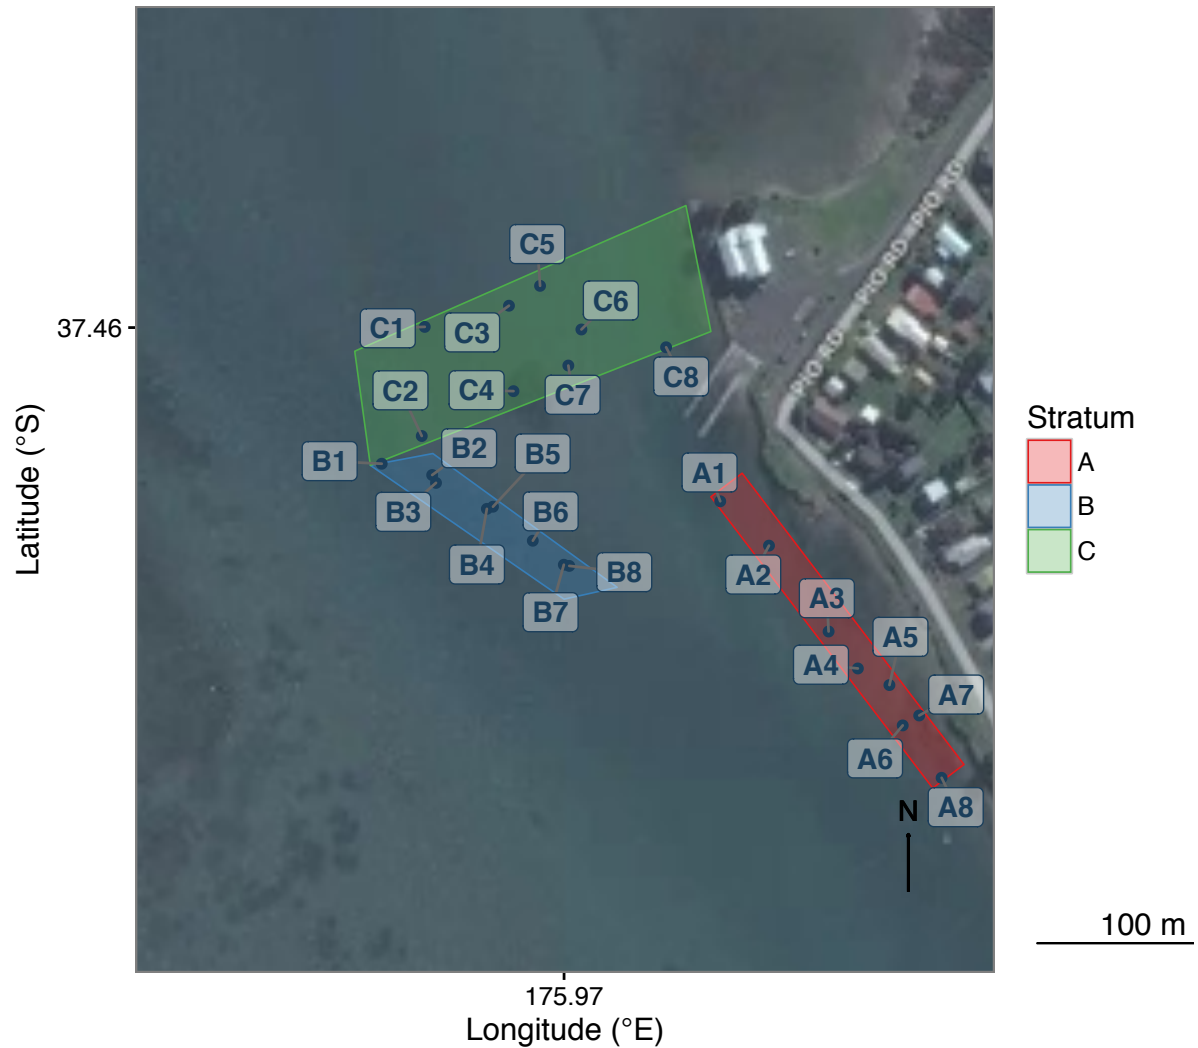 C5
C6
C1
C3
C2
C4
C7
C8
B1
B2
B5
B3
B6
B4
B8
B7
A1
A2
A3
A4
A5
A7
A6
A8
N
PIO RD
PIO RD
PIO RD
PIO RD
37.46
Latitude (°S)
175.97
Longitude (°E)
Stratum
A
B
C
100 m